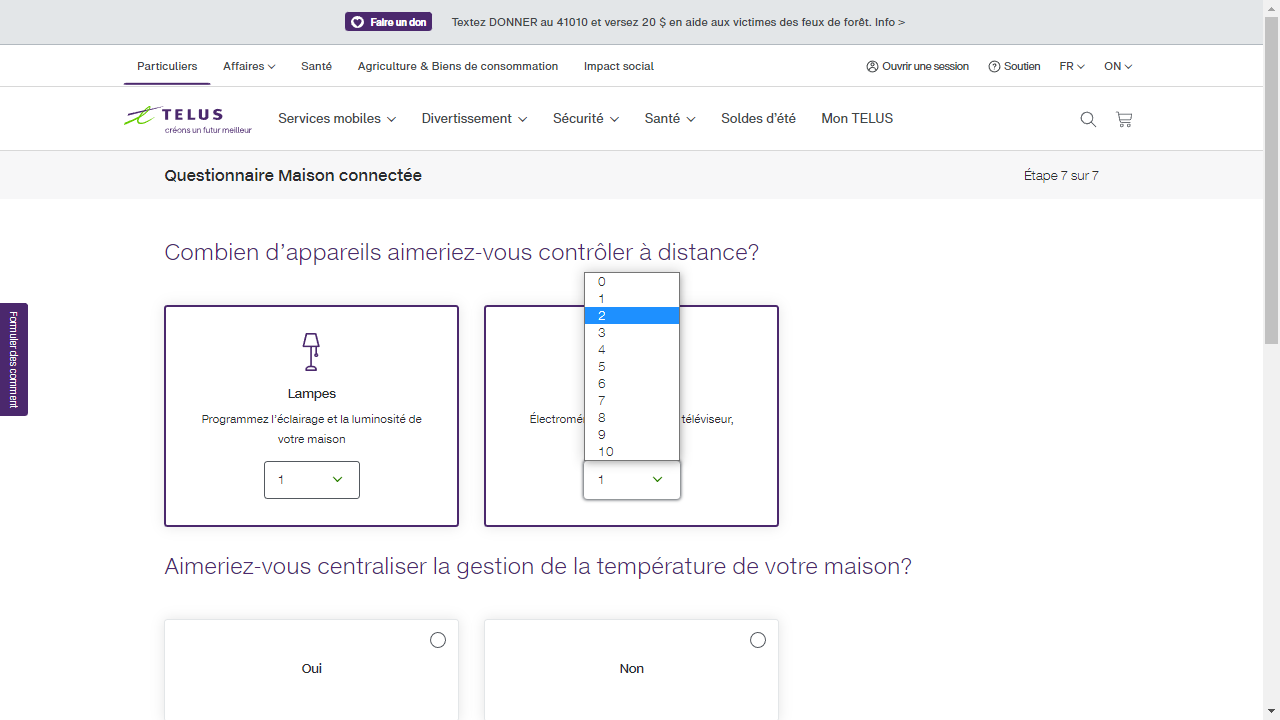 Faire un don Textez DONNER au 41010 et versez 20 $ en aide aux victimes des feux de forêt. Info >
Particuliers Affaires Santé Agriculture & Biens de consommation Impact social Ouvrir une session Soutien FR ON
TELUS
créons un futur meilleur
Services mobiles Divertissement Sécurité Santé Soldes d'été Mon TELUS
Questionnaire Maison connectée Étape 7 sur 7
Combien d'appareils aimeriez-vous contrôler à distance?
Lampes
Programmez l'éclairage et la luminosité de
votre maison
1
0
1
2
3
4
5
6
7
8
9
10
téléviseur,
1
Formuler des comment
Aimeriez-vous centraliser la gestion de la température de votre maison?
Oui
Non